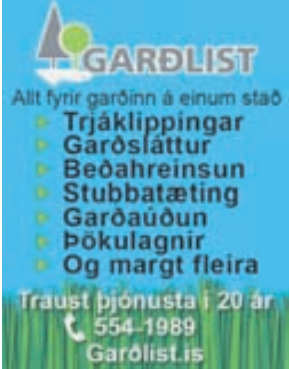 GARÐLIST
Allt fyrir garðinn á einum stað
Trjáklippingar
Garðsláttur
Beðahreinsun
Stubbatæting
Garðaúðun
Þökulagnir
Og margt fleira
Traust þjónusta í 20 ár
554-1989
Garðlist.is